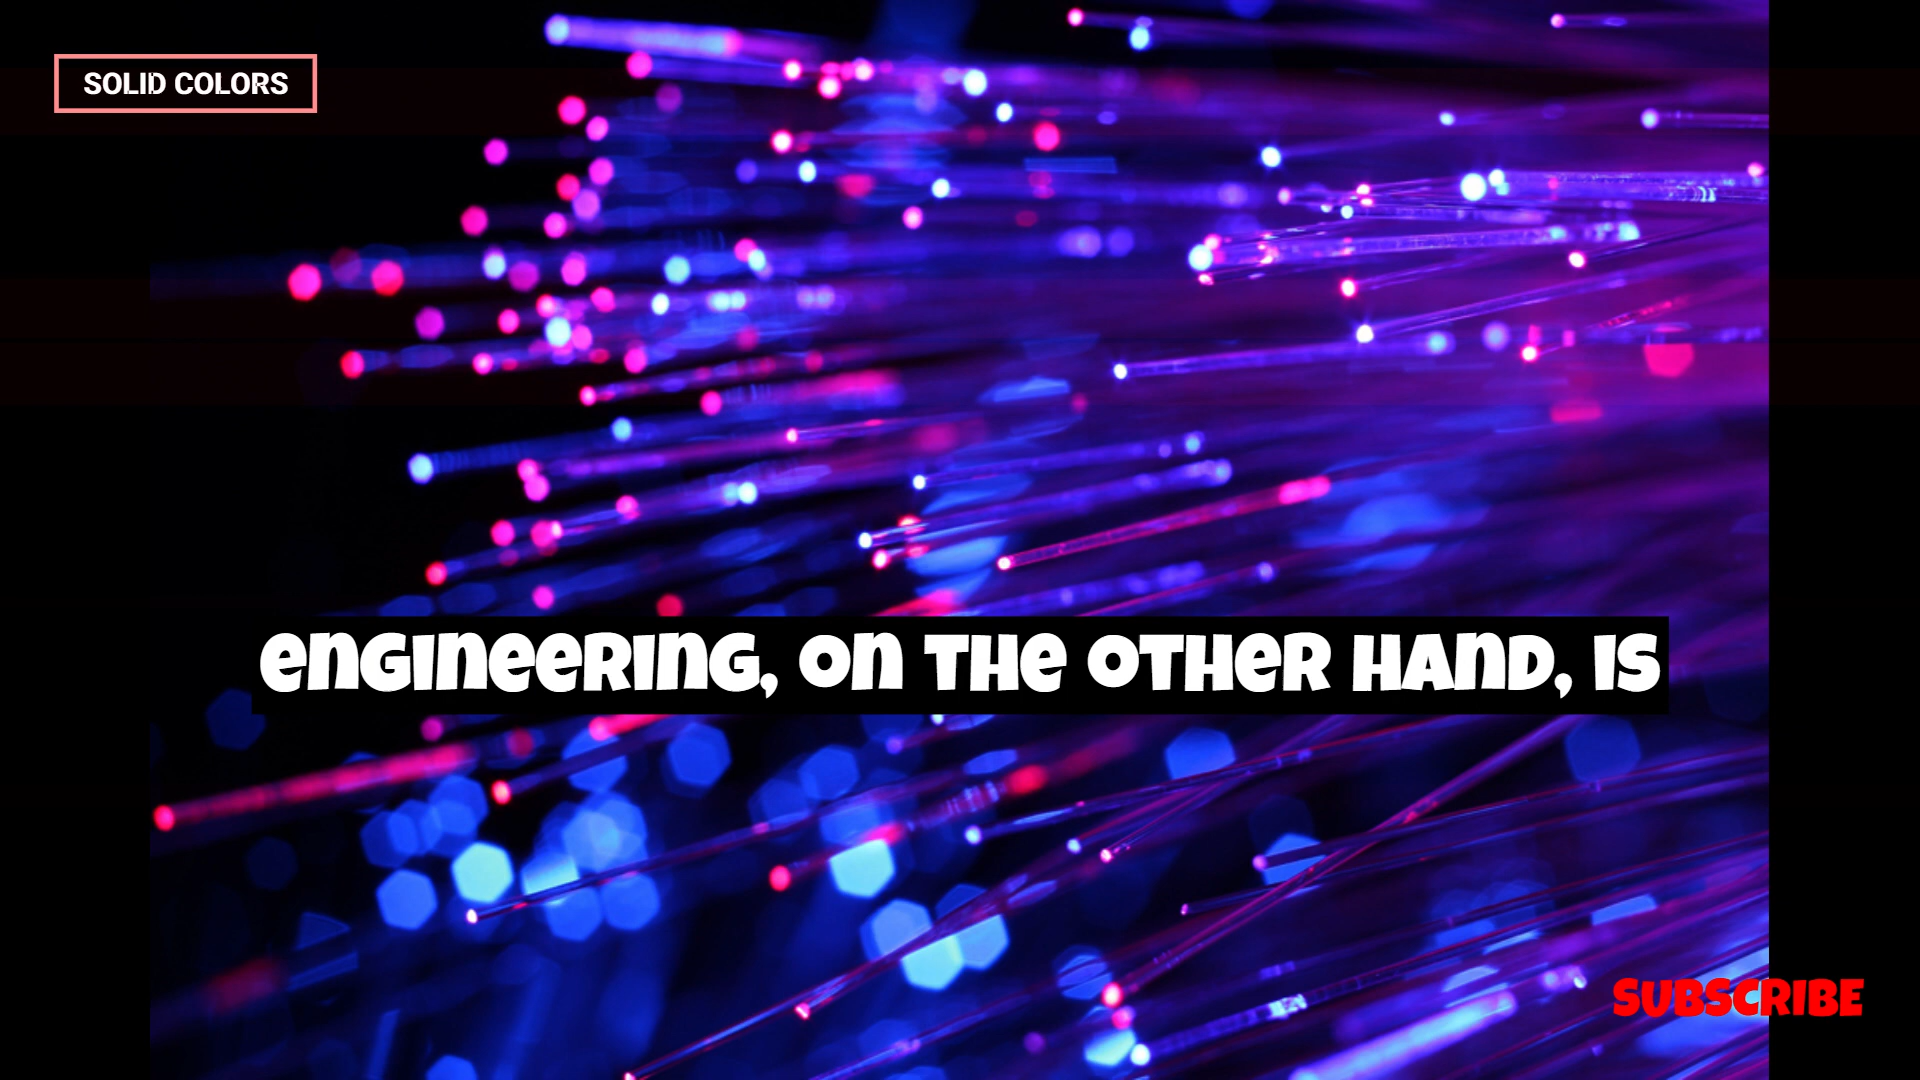 SOLID COLORS
engineering, on the other hand, is
SUBSCRIBE